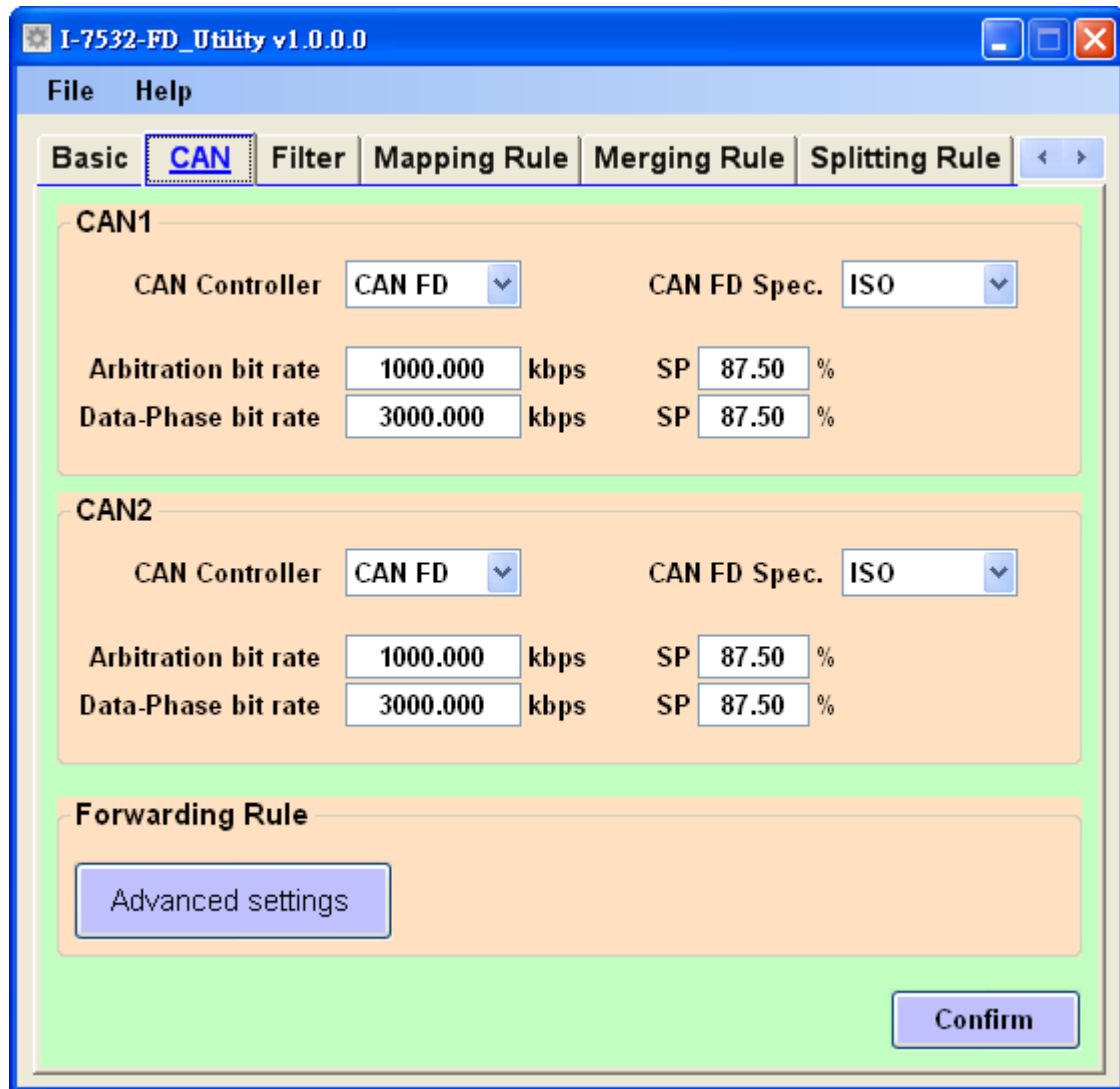 I-7532-FD_Utility v1.0.0.0
File Help
Basic CAN Filter Mapping Rule Merging Rule Splitting Rule
CAN1
CAN Controller CAN FD CAN FD Spec. ISO
Arbitration bit rate 1000.000 kbps SP 87.50 %
Data-Phase bit rate 3000.000 kbps SP 87.50 %
CAN2
CAN Controller CAN FD CAN FD Spec. ISO
Arbitration bit rate 1000.000 kbps SP 87.50 %
Data-Phase bit rate 3000.000 kbps SP 87.50 %
Forwarding Rule
Advanced settings
Confirm